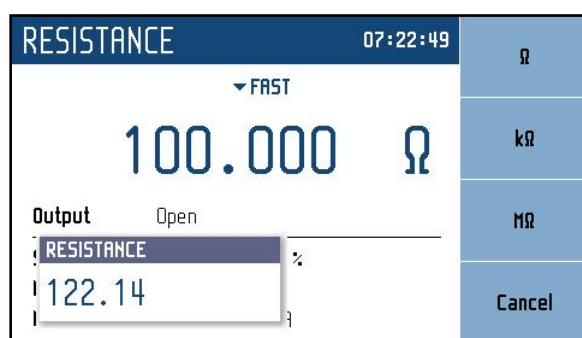 RESISTANCE 07:22:49
FAST
100.000 Ω
Output Open
RESISTANCE
122.14
%
Ω
kΩ
MΩ
Cancel